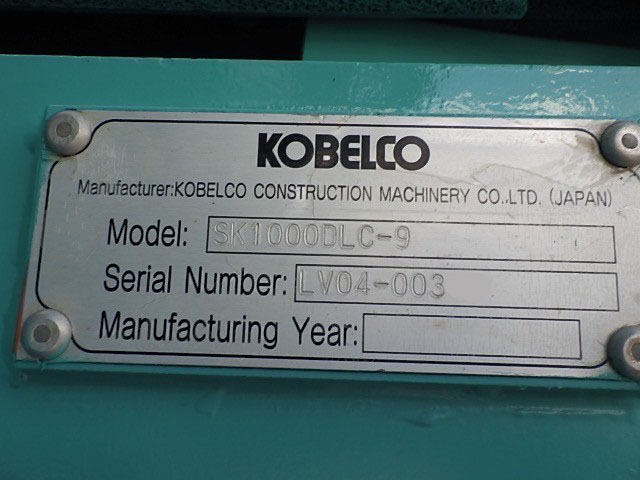 KOBELCO
Manufacturer:KOBELCO CONSTRUCTION MACHINERY CO.,LTD. (JAPAN)
Model: SK1000DLC-9
Serial Number: LV04-003
Manufacturing Year: